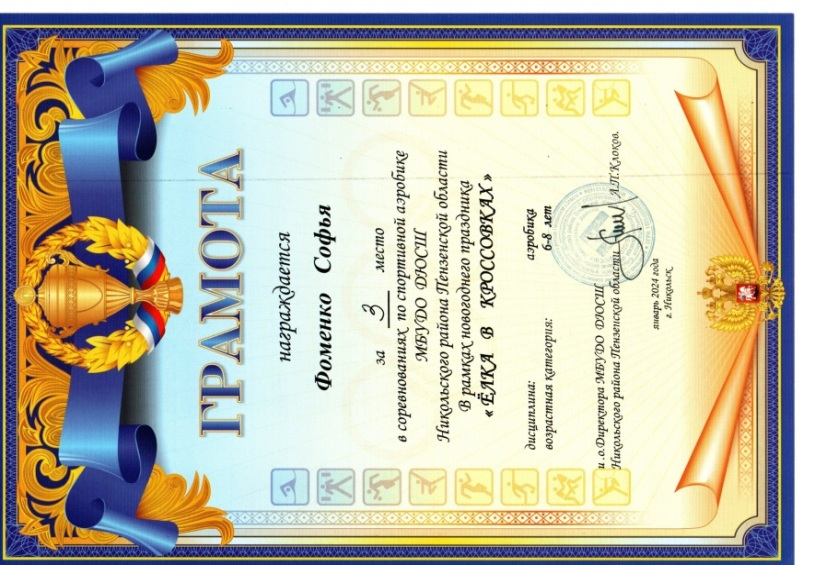 ГРАМОТА
награждается
Фоменко Софья
за 3 место
в соревнованиях по спортивной аэробике
МБУДО ДЮСШ
Никольского района Пензенской области
В рамках новогоднего праздника
« ЁЛКА В КРОССОВКАХ »
дисциплина: аэробика
возрастная категория: 6-8 лет
и .о.Директора МБУДО ДЮСШ
Никольского района Пензенской области А.П.Клоков.
январь 2024 года
г. Никольск